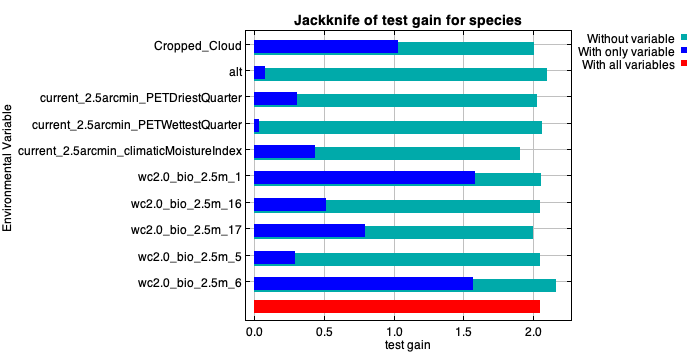 Jackknife of test gain for species
Without variable
With only variable
With all variables
Environmental Variable
Cropped_Cloud
alt
current_2.5arcmin_PETDriestQuarter
current_2.5arcmin_PETWettestQuarter
current_2.5arcmin_climaticMoistureIndex
wc2.0_bio_2.5m_1
wc2.0_bio_2.5m_16
wc2.0_bio_2.5m_17
wc2.0_bio_2.5m_5
wc2.0_bio_2.5m_6
0.0 0.5 1.0 1.5 2.0
test gain